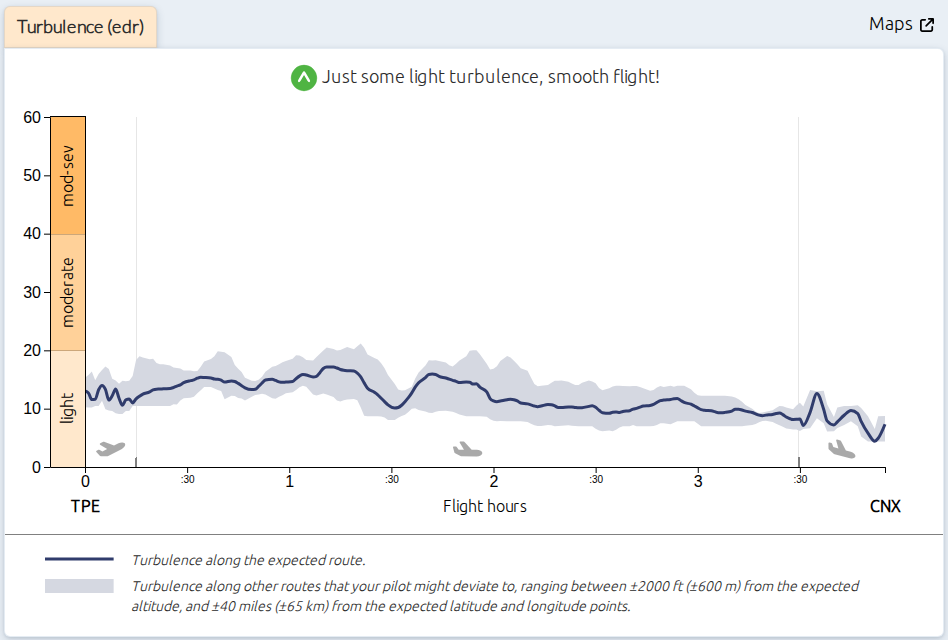 Turbulence (edr)
Maps
Just some light turbulence, smooth flight!
60
50
40
30
20
10
0
mod-sev
moderate
light
0
:30
1
:30
2
:30
3
:30
TPE
Flight hours
CNX
Turbulence along the expected route.
Turbulence along other routes that your pilot might deviate to, ranging between ±2000 ft (±600 m) from the expected
altitude, and ±40 miles (±65 km) from the expected latitude and longitude points.